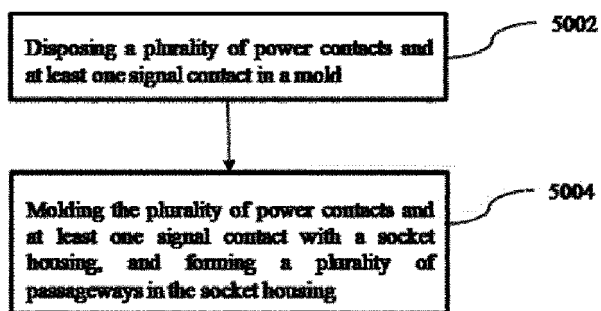 Disposing a plurality of power contacts and
at least one signal contact in a mold
5002
Molding the plurality of power contacts and
at least one signal contact with a socket
housing, and forming a plurality of
passageways in the socket housing
5004